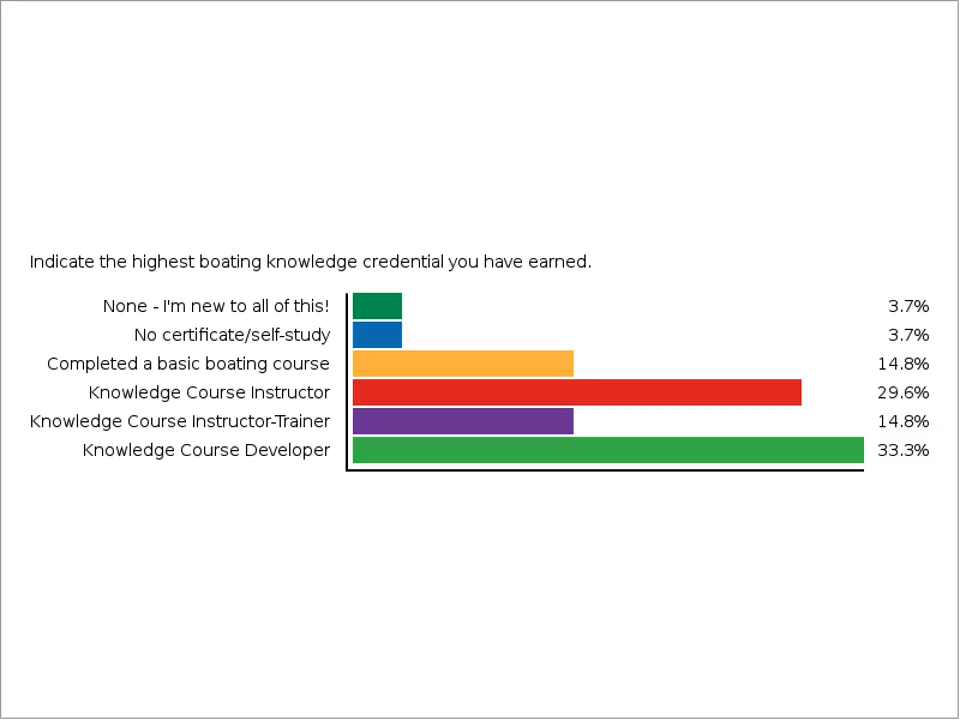 Indicate the highest boating knowledge credential you have earned.
None - I'm new to all of this! 3.7%
No certificate/self-study 3.7%
Completed a basic boating course 14.8%
Knowledge Course Instructor 29.6%
Knowledge Course Instructor-Trainer 14.8%
Knowledge Course Developer 33.3%